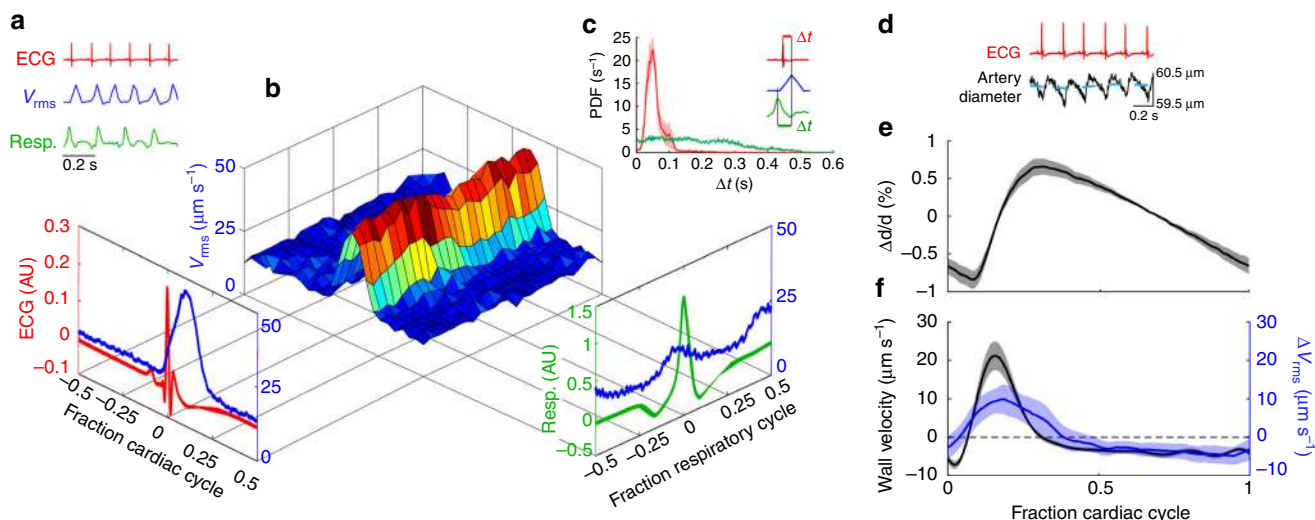 a
ECG
Vrms
Resp.
0.2 s
b
Vrms (μm s–1)
50
25
0
ECG (AU)
0.3
0.2
0.1
0
–0.1
50
25
0
–0.5
–0.25
0
0.25
0.5
Fraction cardiac cycle
c
PDF (s–1)
25
20
15
10
5
0
0
0.1
0.2
0.3
0.4
0.5
0.6
Δt (s)
Δt
Δt
Resp. (AU)
1.5
1.0
0.5
0
–0.5
50
25
0
–0.5
–0.25
0
0.25
0.5
Fraction respiratory cycle
d
ECG
Artery
diameter
60.5 μm
59.5 μm
0.2 s
e
Δd/d (%)
1
0.5
0
–0.5
–1
f
Wall velocity (μm s–1)
30
20
10
0
–10
30
20
10
0
–10
ΔVrms (μm s–1)
0
0.5
1
Fraction cardiac cycle